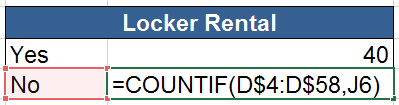 Locker Rental
Yes 40
No =COUNTIF(D$4:D$58,J6)